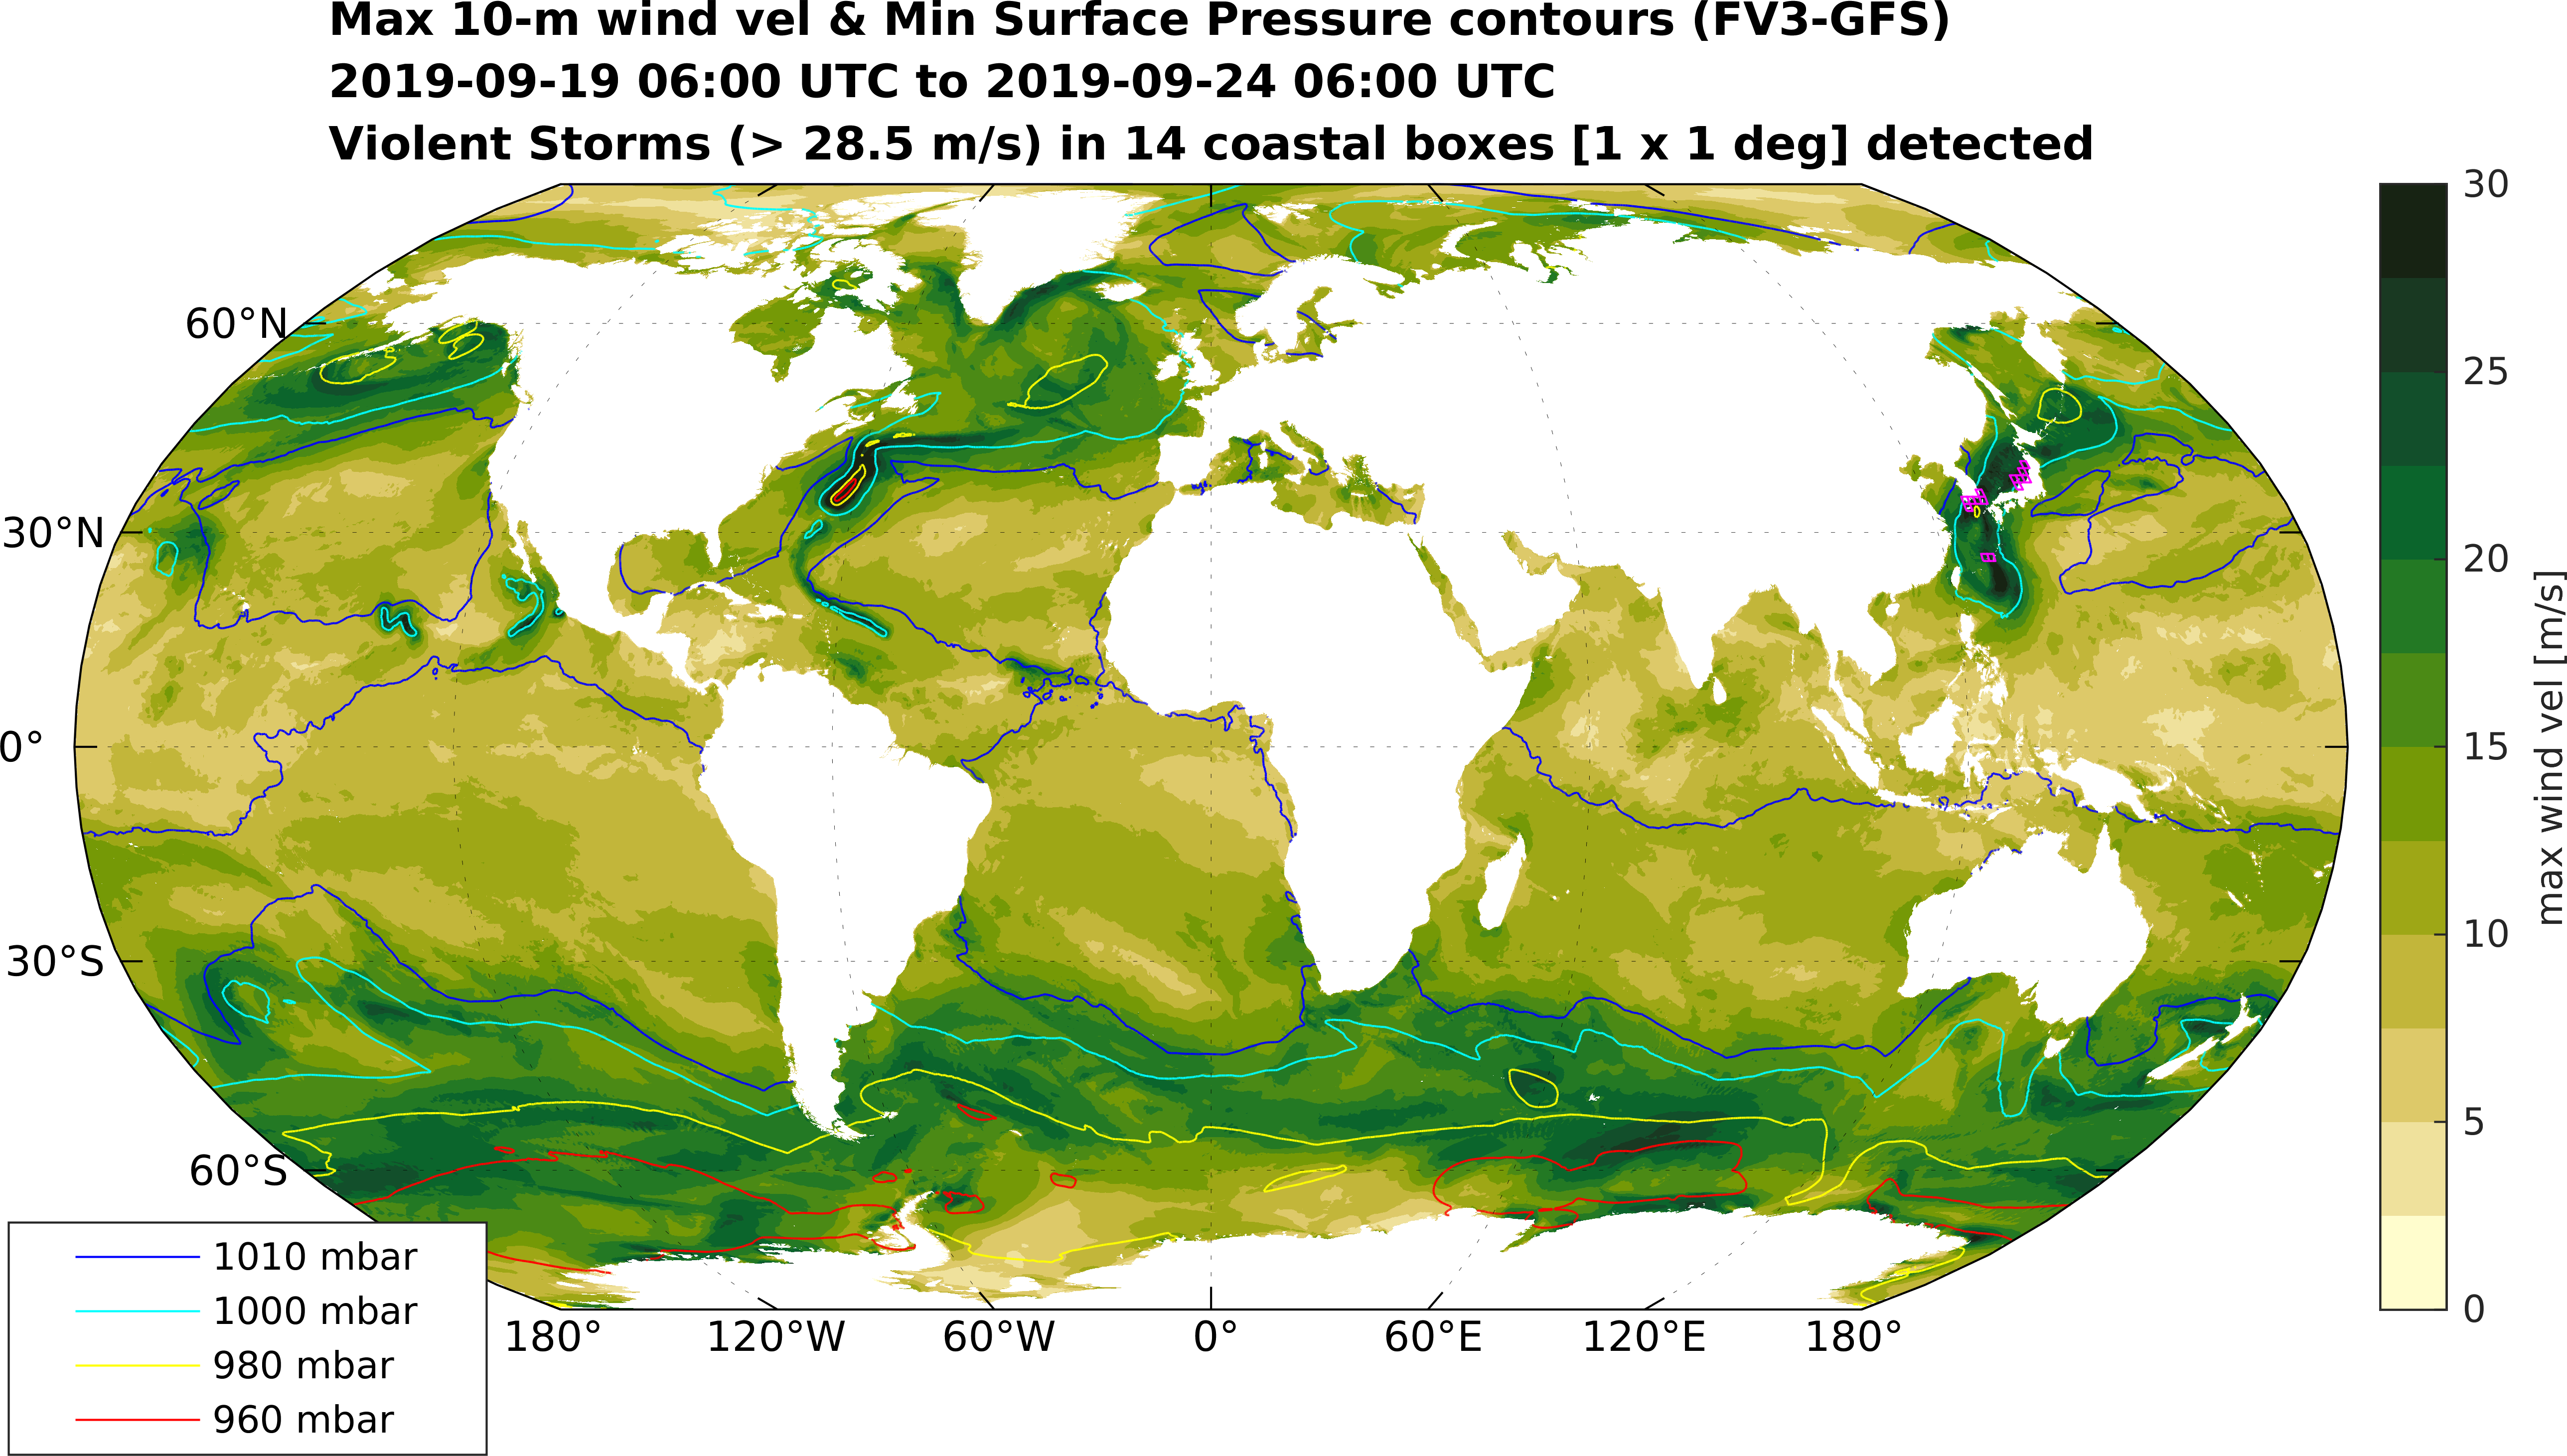 Max 10-m wind vel & Min Surface Pressure contours (FV3-GFS)
2019-09-19 06:00 UTC to 2019-09-24 06:00 UTC
Violent Storms (> 28.5 m/s) in 14 coastal boxes [1 x 1 deg] detected
60°N
30°N
0°
30°S
60°S
180°
120°W
60°W
0°
60°E
120°E
180°
30
25
20
15
10
5
0
max wind vel [m/s]
1010 mbar
1000 mbar
980 mbar
960 mbar